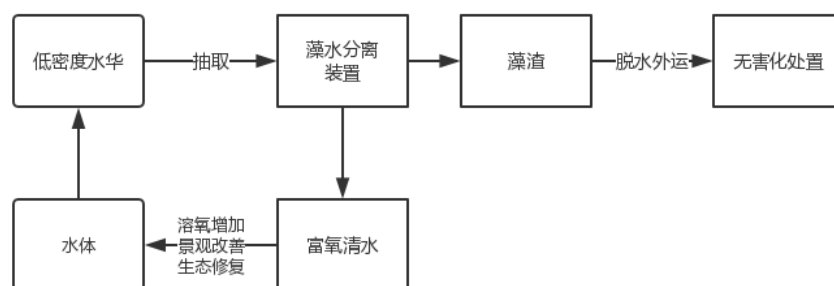 低密度水华
抽取
藻水分离
装置
藻渣
脱水外运
无害化处置
水体
溶氧增加
景观改善
生态修复
富氧清水